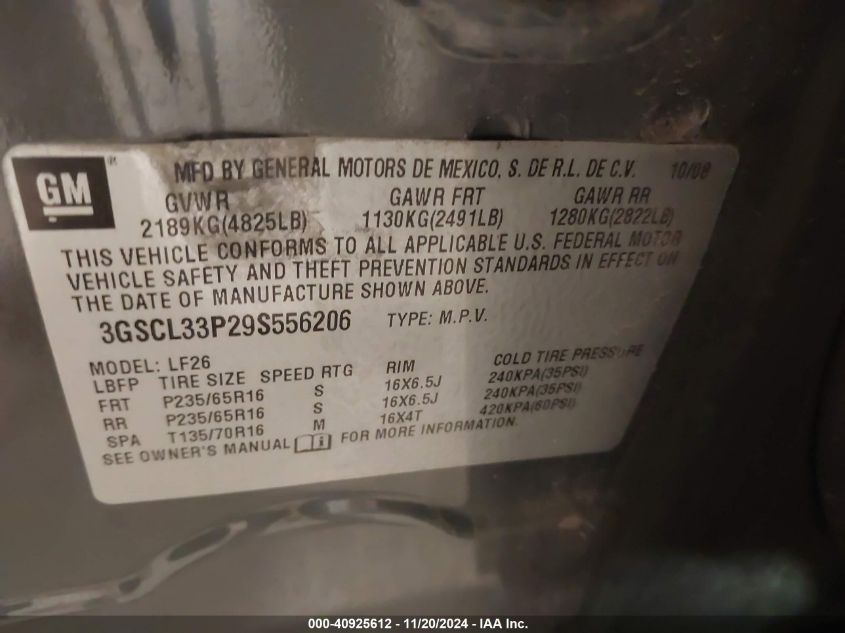 GM ® MFD BY GENERAL MOTORS DE MEXICO, S. DE R.L. DE C.V. 10/08
GVWR GAWR FRT GAWR RR
2189KG(4825LB) 1130KG(2491LB) 1280KG(2822LB)
THIS VEHICLE CONFORMS TO ALL APPLICABLE U.S. FEDERAL MOTOR
VEHICLE SAFETY AND THEFT PREVENTION STANDARDS IN EFFECT ON
THE DATE OF MANUFACTURE SHOWN ABOVE.
3GSCL33P29S556206 TYPE: M.P.V.
MODEL: LF26
LBFP TIRE SIZE SPEED RTG RIM COLD TIRE PRESSURE
FRT P235/65R16 S 16X6.5J 240KPA(35PSI)
RR P235/65R16 S 16X6.5J 240KPA(35PSI)
SPA T135/70R16 M 16X4T 420KPA(60PSI)
SEE OWNER'S MANUAL i FOR MORE INFORMATION.
000-40925612 - 11/20/2024 - IAA Inc.